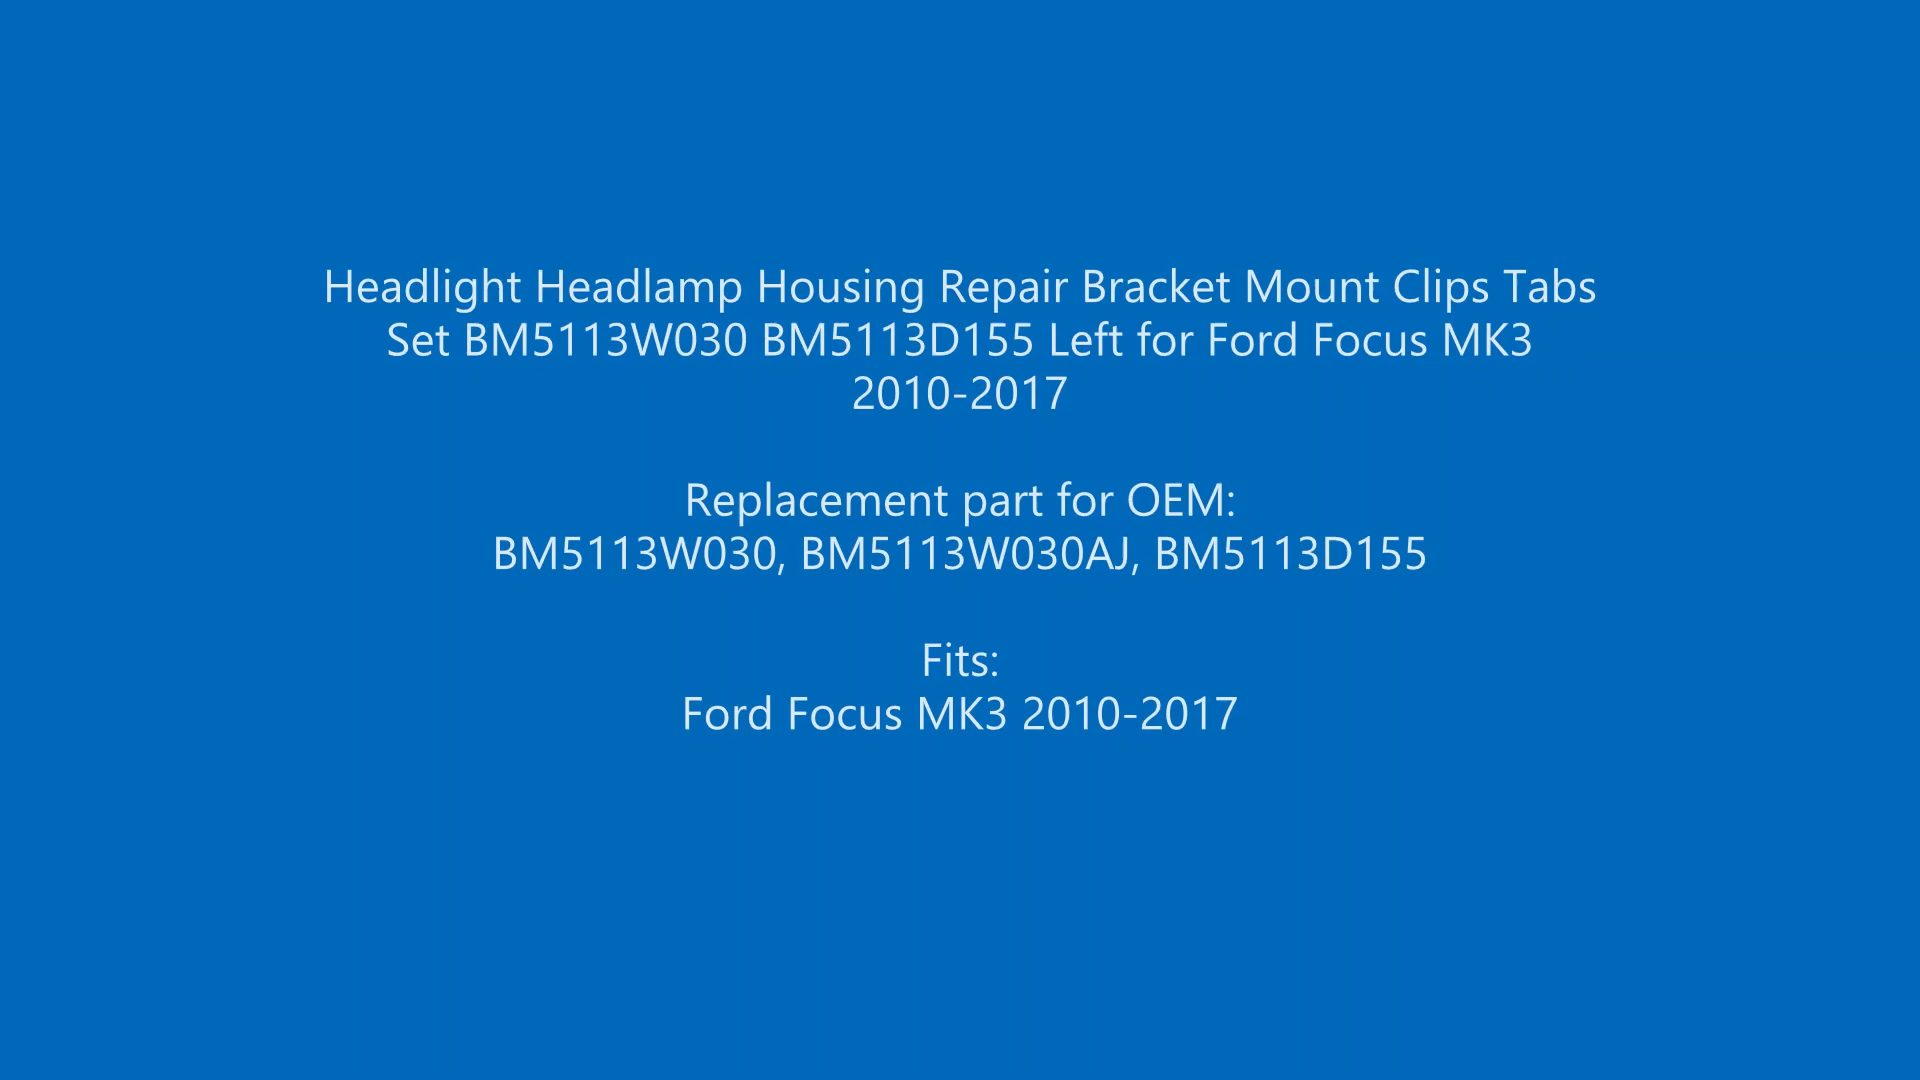 Headlight Headlamp Housing Repair Bracket Mount Clips Tabs
Set BM5113W030 BM5113D155 Left for Ford Focus MK3
2010-2017
Replacement part for OEM:
BM5113W030, BM5113W030AJ, BM5113D155
Fits:
Ford Focus MK3 2010-2017